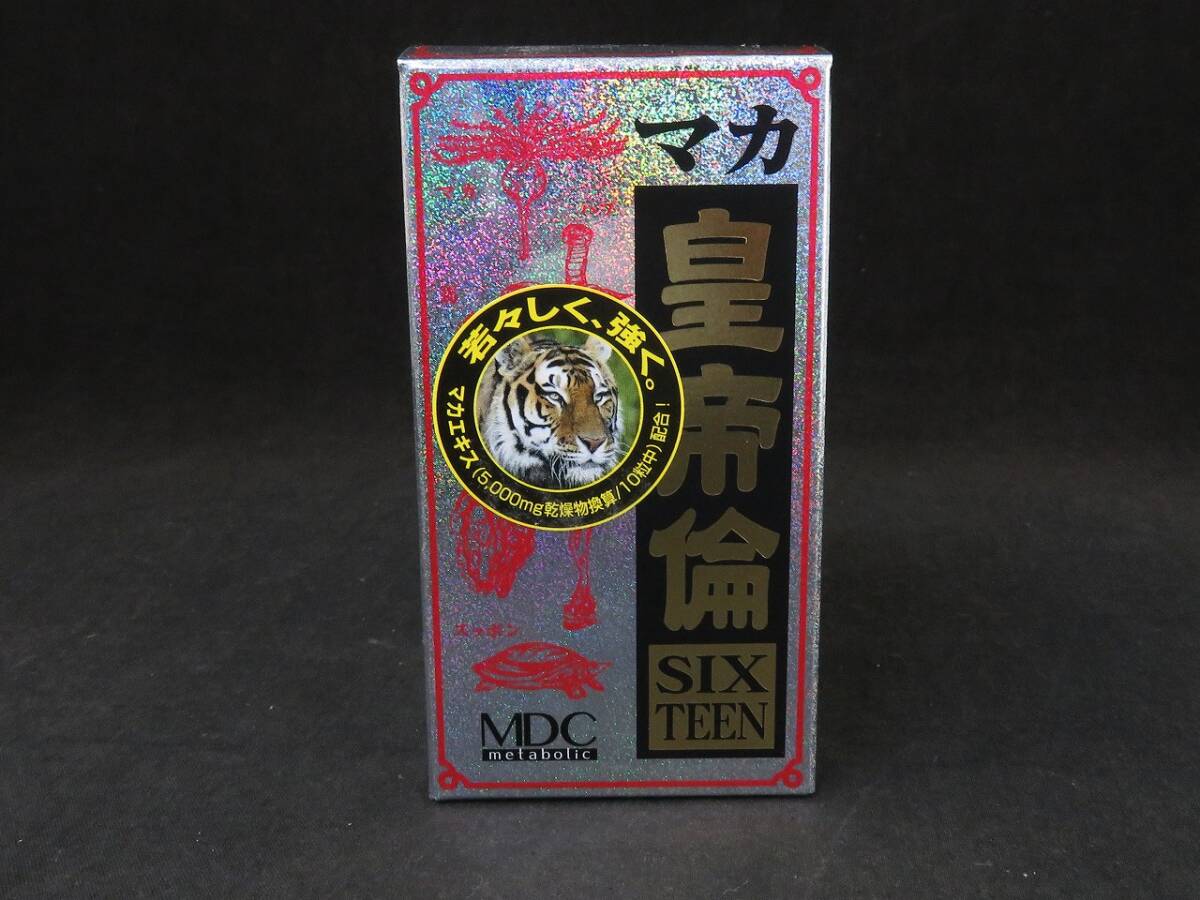 マカ
皇帝倫
SIX
TEEN
マカ
若々しく、強く。
マカエキス(5,000mg乾燥物換算/10粒中)配合!
スッポン
MDC
metabolic